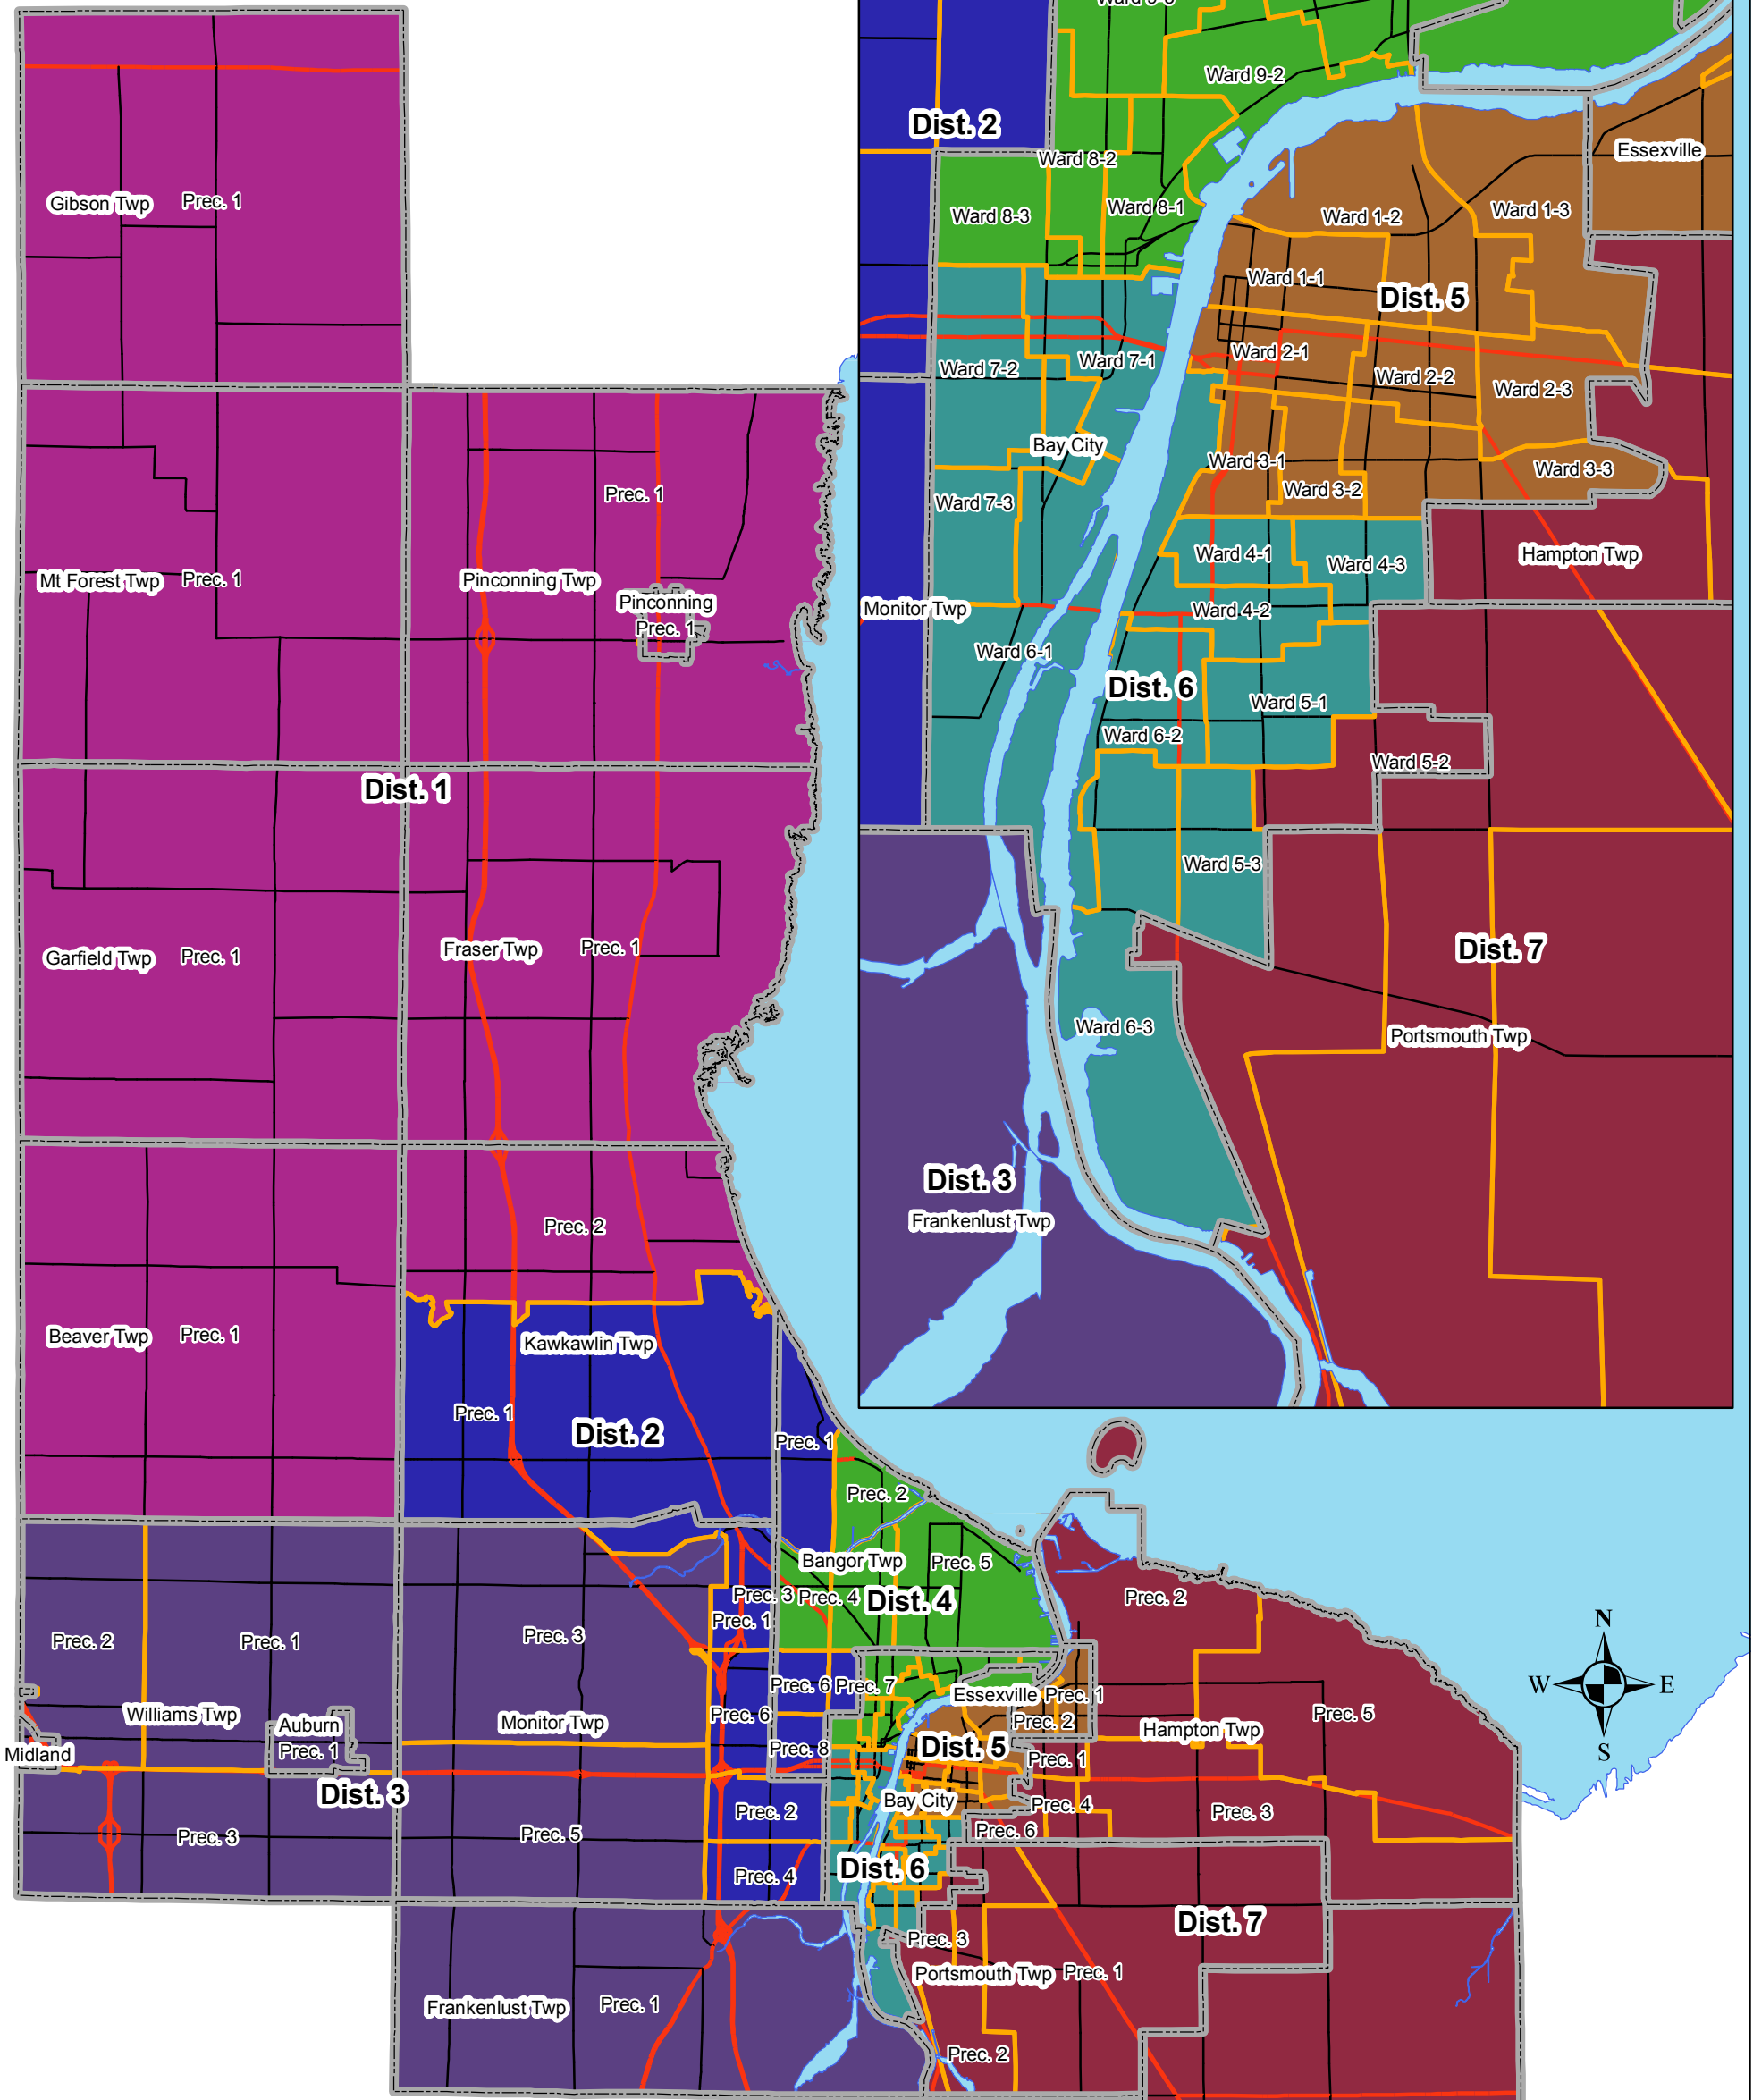 Gibson Twp
Prec. 1
Mt Forest Twp
Prec. 1
Pinconning Twp
Prec. 1
Pinconning
Prec. 1
Dist. 1
Garfield Twp
Prec. 1
Fraser Twp
Prec. 1
Beaver Twp
Prec. 1
Prec. 2
Kawkawlin Twp
Prec. 1
Dist. 2
Prec. 1
Prec. 2
Bangor Twp
Prec. 5
Prec. 3
Prec. 4
Dist. 4
Prec. 1
Prec. 2
Prec. 2
Prec. 1
Prec. 3
Williams Twp
Auburn
Prec. 1
Monitor Twp
Midland
Dist. 3
Prec. 3
Prec. 5
Prec. 6
Prec. 7
Prec. 6
Prec. 8
Prec. 2
Prec. 4
Essexville
Prec. 1
Prec. 2
Dist. 5
Bay City
Hampton Twp
Prec. 5
Prec. 1
Prec. 4
Prec. 3
Prec. 6
Dist. 6
Dist. 7
Prec. 3
Portsmouth Twp
Prec. 1
Prec. 2
Frankenlust Twp
Prec. 1
N
W
E
S
Ward 9-2
Dist. 2
Ward 8-2
Essexville
Ward 8-3
Ward 8-1
Ward 1-2
Ward 1-3
Ward 1-1
Dist. 5
Ward 7-2
Ward 7-1
Ward 2-1
Ward 2-2
Ward 2-3
Bay City
Ward 3-1
Ward 3-2
Ward 3-3
Ward 7-3
Ward 4-1
Ward 4-3
Hampton Twp
Monitor Twp
Ward 4-2
Ward 6-1
Dist. 6
Ward 5-1
Ward 6-2
Ward 5-2
Ward 5-3
Dist. 7
Ward 6-3
Portsmouth Twp
Dist. 3
Frankenlust Twp